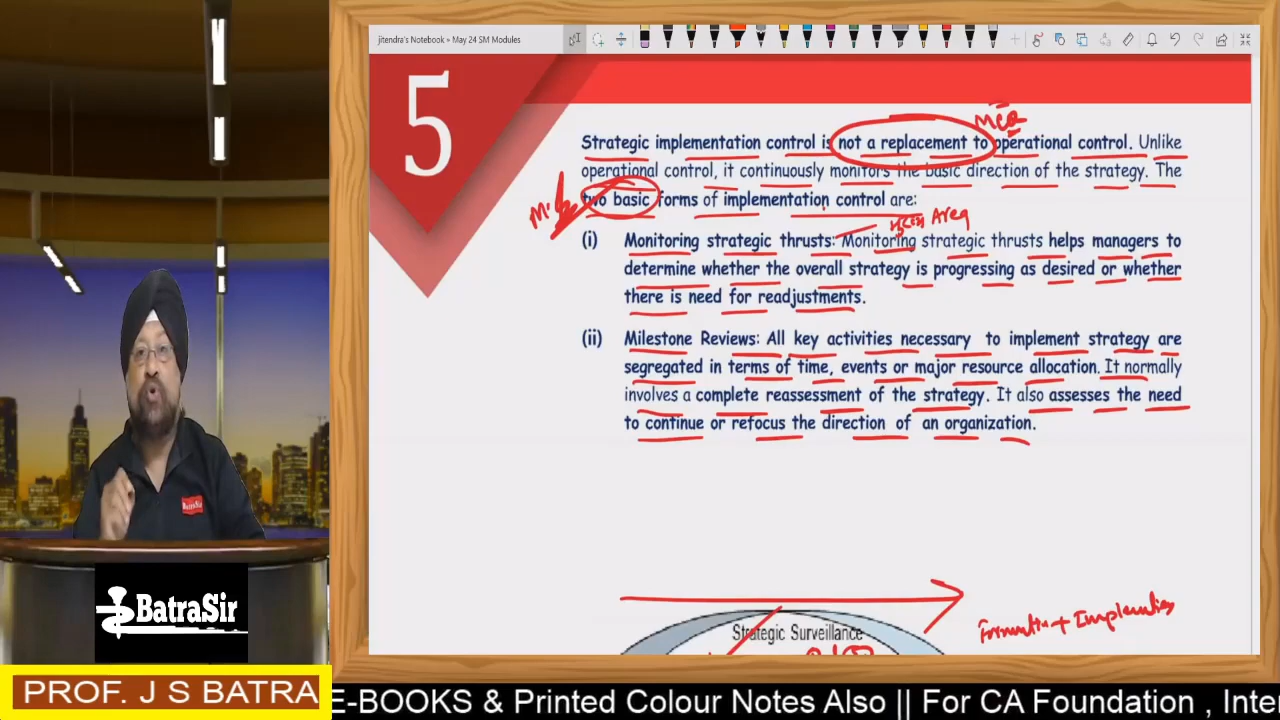 jitendra's Notebook » May 24 SM Modules
5
MCQ
Strategic implementation control is not a replacement to operational control. Unlike
operational control, it continuously monitors the basic direction of the strategy. The
two basic forms of implementation control are:
Area
(i) Monitoring strategic thrusts: Monitoring strategic thrusts helps managers to
determine whether the overall strategy is progressing as desired or whether
there is need for readjustments.
(ii) Milestone Reviews: All key activities necessary to implement strategy are
segregated in terms of time, events or major resource allocation. It normally
involves a complete reassessment of the strategy. It also assesses the need
to continue or refocus the direction of an organization.
Strategic Surveillance
BatraSir
BatraSir
PROF. J S BATRA
E-BOOKS & Printed Colour Notes Also || For CA Foundation , Inter